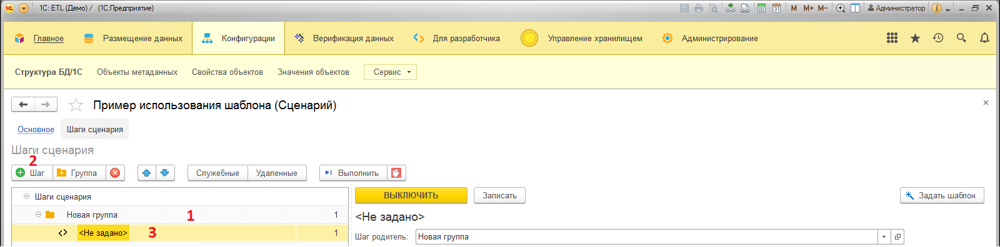 1С: ETL (Демо) / (1С:Предприятие)
31
M M+ M-
Администратор
Главное
Размещение данных
Конфигурации
Верификация данных
Для разработчика
Управление хранилищем
Администрирование
Структура БД/1С
Объекты метаданных
Свойства объектов
Значения объектов
Сервис
Пример использования шаблона (Сценарий)
Основное
Шаги сценария
Шаги сценария
2
Шаг
Группа
Служебные
Удаленные
Выполнить
Шаги сценария
Новая группа
1
1
<Не задано>
3
1
ВЫКЛЮЧИТЬ
Записать
Задать шаблон
<Не задано>
Шаг родитель:
Новая группа